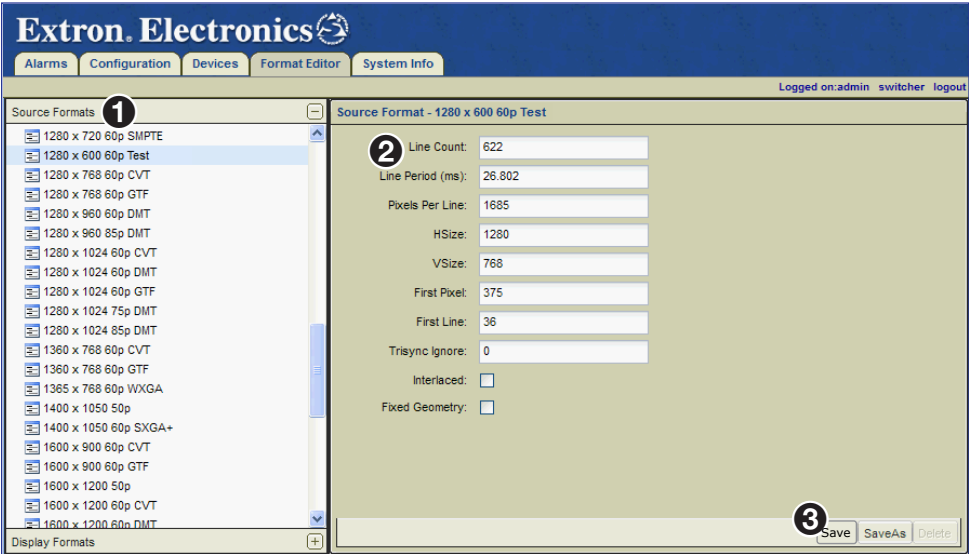 Extron. Electronics
Alarms Configuration Devices Format Editor System Info
Logged on:admin switcher logout
Source Formats 1
1280 x 720 60p SMPTE
1280 x 600 60p Test
1280 x 768 60p CVT
1280 x 768 60p GTF
1280 x 960 60p DMT
1280 x 960 85p DMT
1280 x 1024 60p CVT
1280 x 1024 60p DMT
1280 x 1024 60p GTF
1280 x 1024 75p DMT
1280 x 1024 85p DMT
1360 x 768 60p CVT
1360 x 768 60p GTF
1365 x 768 60p WXGA
1400 x 1050 50p
1400 x 1050 60p SXGA+
1600 x 900 60p CVT
1600 x 900 60p GTF
1600 x 1200 50p
1600 x 1200 60p CVT
1600 x 1200 60p DMT
Display Formats
Source Format - 1280 x 600 60p Test
2 Line Count: 622
Line Period (ms): 26.802
Pixels Per Line: 1685
HSize: 1280
VSize: 768
First Pixel: 375
First Line: 36
Trisync Ignore: 0
Interlaced:
Fixed Geometry:
3 Save SaveAs Delete